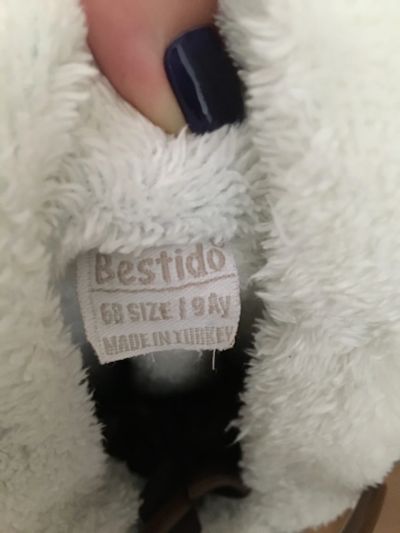 Bestido
68 SIZE / 9 Ay
MADE IN TURKEY